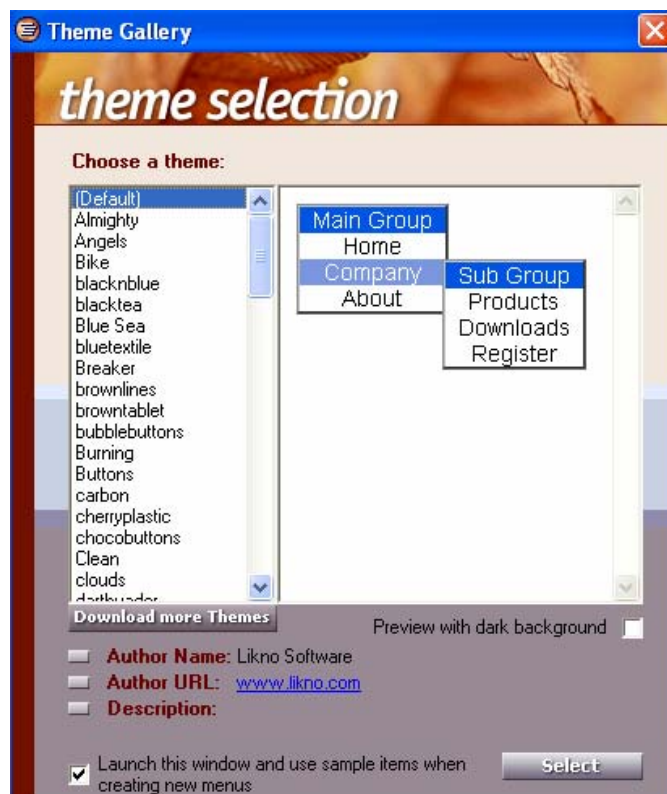 Theme Gallery
theme selection
Choose a theme:
(Default)
Almighty
Angels
Bike
blacknblue
blacktea
Blue Sea
bluetextile
Breaker
brownlines
browntablet
bubblebuttons
Burning
Buttons
carbon
cherryplastic
chocobuttons
Clean
clouds
Main Group
Home
Company
About
Sub Group
Products
Downloads
Register
Download more Themes
Preview with dark background
Author Name: Likno Software
Author URL: www.likno.com
Description:
Launch this window and use sample items when
creating new menus
Select